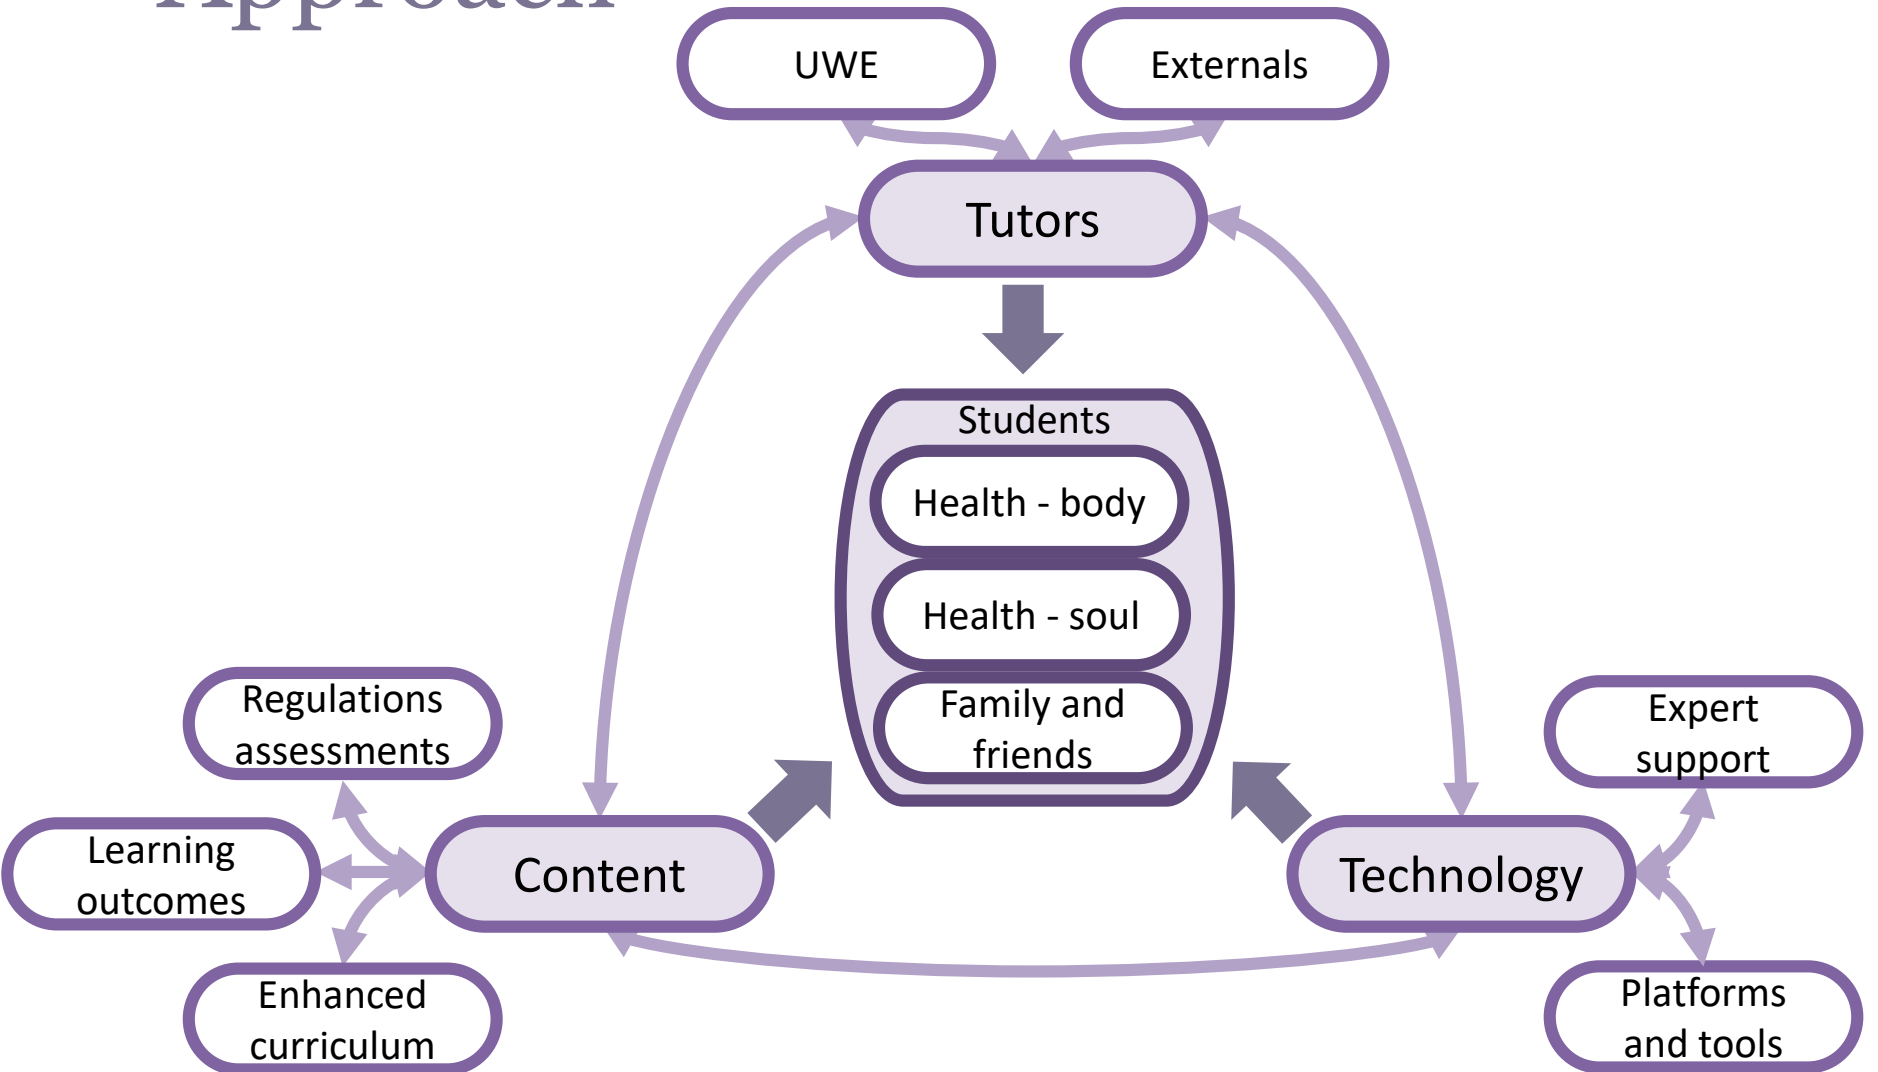 Approach
UWE
Externals
Tutors
Students
Health - body
Health - soul
Family and
friends
Regulations
assessments
Learning
outcomes
Enhanced
curriculum
Content
Technology
Expert
support
Platforms
and tools